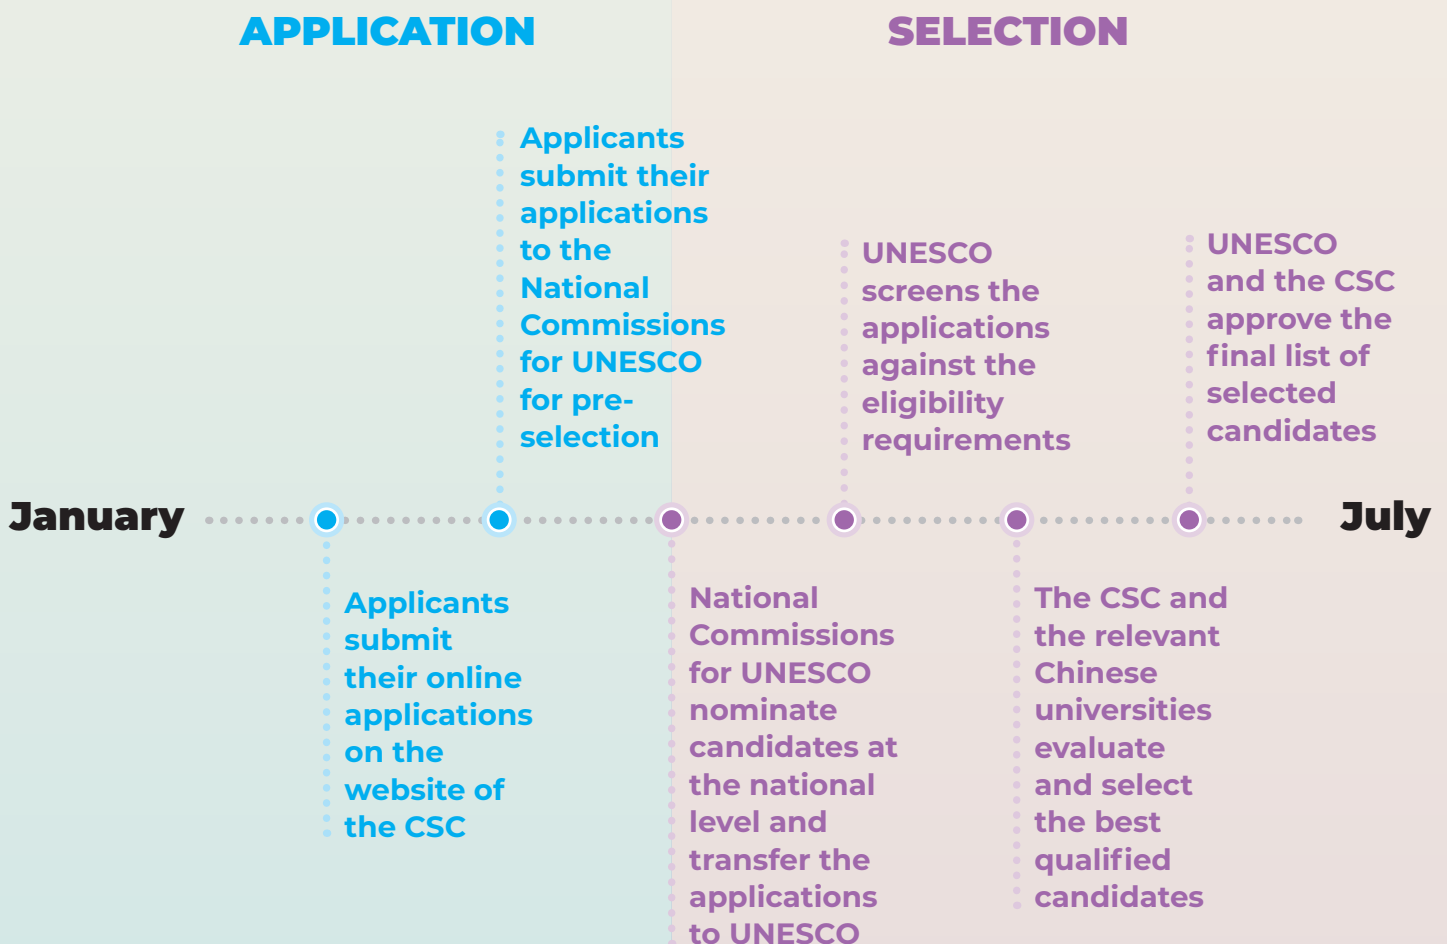 APPLICATION
SELECTION
Applicants
submit their
applications
to the
National
Commissions
for UNESCO
for pre-
selection
UNESCO
screens the
applications
against the
eligibility
requirements
UNESCO
and the CSC
approve the
final list of
selected
candidates
January
July
Applicants
submit
their online
applications
on the
website of
the CSC
National
Commissions
for UNESCO
nominate
candidates at
the national
level and
transfer the
applications
to UNESCO
The CSC and
the relevant
Chinese
universities
evaluate
and select
the best
qualified
candidates